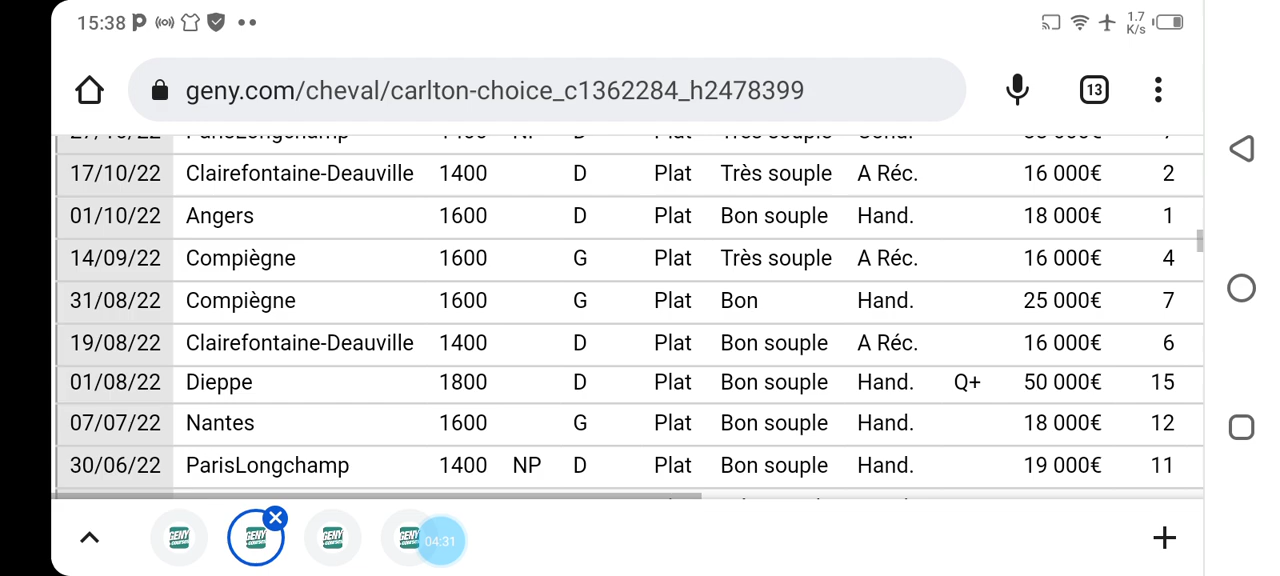 15:38
1.7 K/s
geny.com/cheval/carlton-choice_c1362284_h2478399
13
17/10/22 Clairefontaine-Deauville 1400 D Plat Très souple A Réc. 16 000€ 2
01/10/22 Angers 1600 D Plat Bon souple Hand. 18 000€ 1
14/09/22 Compiègne 1600 G Plat Très souple A Réc. 16 000€ 4
31/08/22 Compiègne 1600 G Plat Bon Hand. 25 000€ 7
19/08/22 Clairefontaine-Deauville 1400 D Plat Bon souple A Réc. 16 000€ 6
01/08/22 Dieppe 1800 D Plat Bon souple Hand. Q+ 50 000€ 15
07/07/22 Nantes 1600 G Plat Bon souple Hand. 18 000€ 12
30/06/22 ParisLongchamp 1400 NP D Plat Bon souple Hand. 19 000€ 11
GENY GENY GENY GENY 04:31